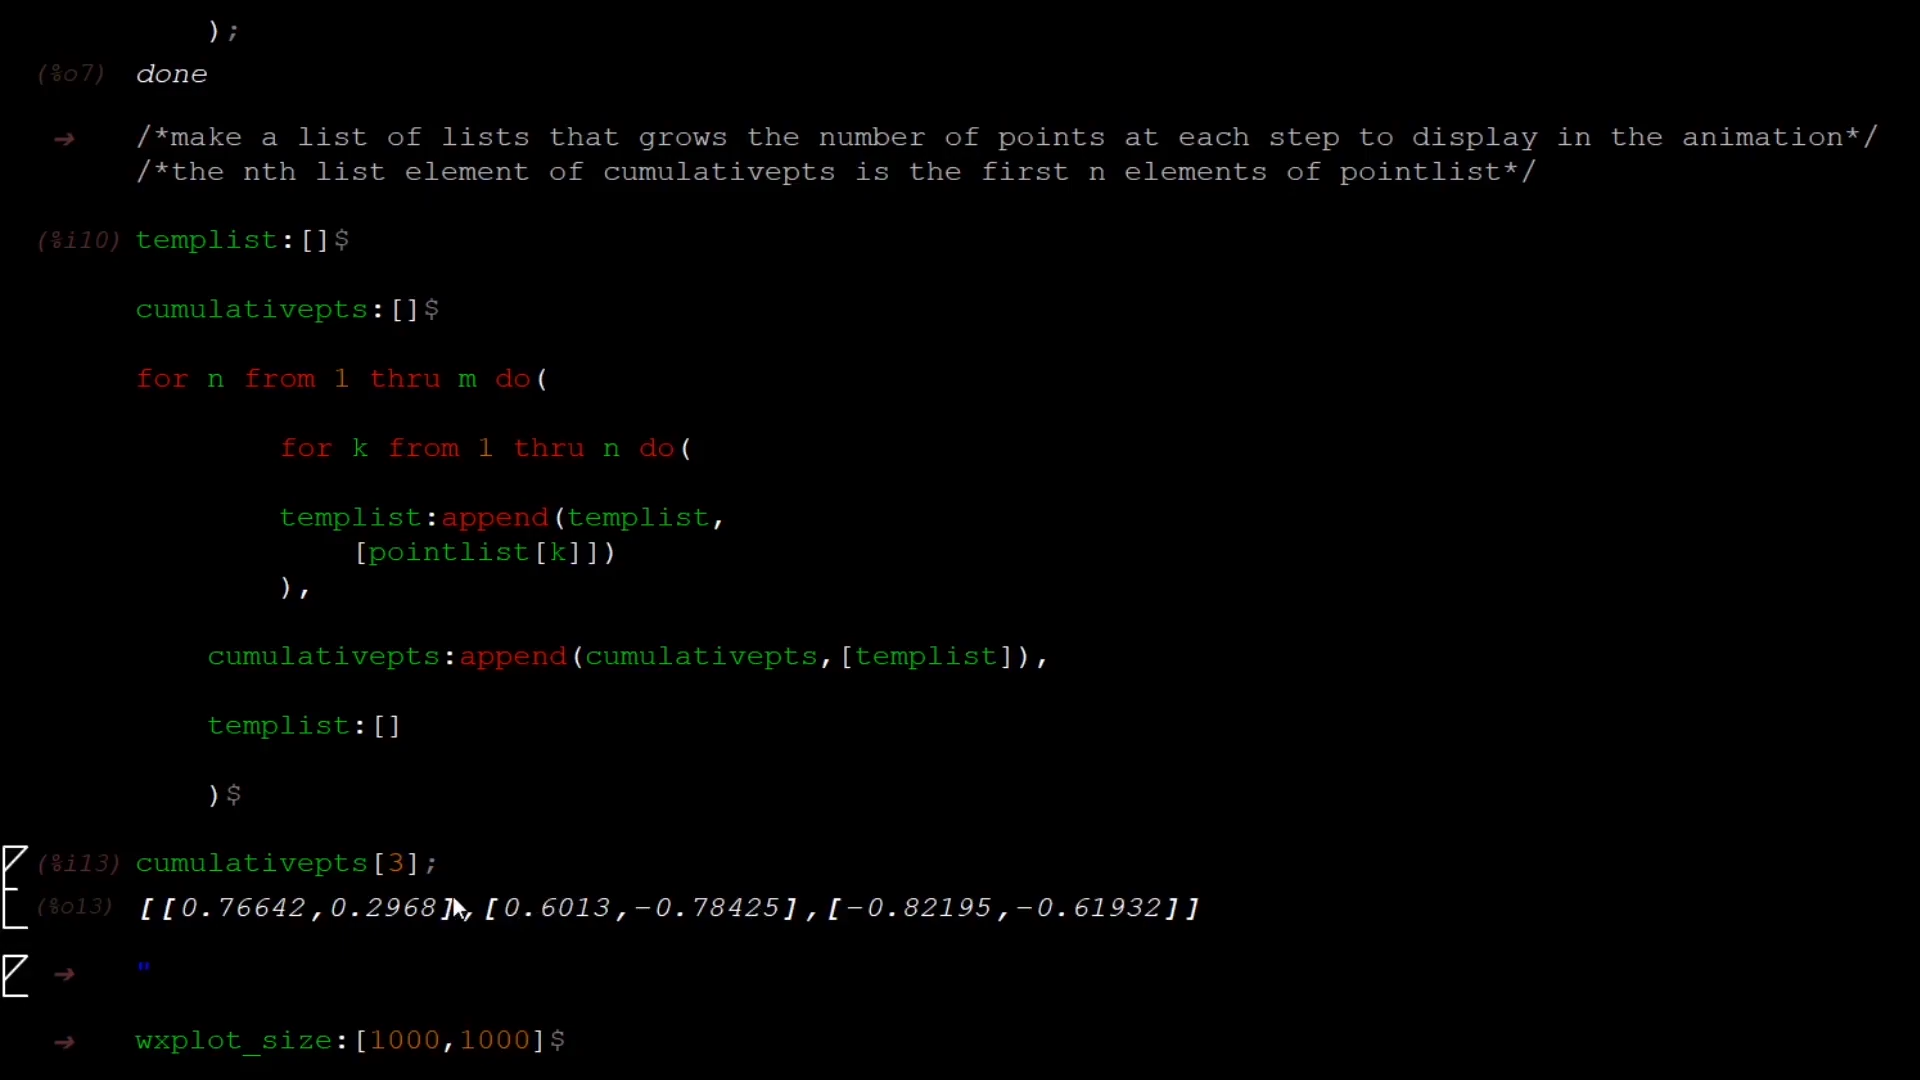 );
(%o7) done
/*make a list of lists that grows the number of points at each step to display in the animation*/
/*the nth list element of cumulativepts is the first n elements of pointlist*/
(%i10) templist:[]$
cumulativepts:[]$
for n from 1 thru m do(
for k from 1 thru n do(
templist:append(templist,
[pointlist[k]])
),
cumulativepts:append(cumulativepts,[templist]),
templist:[]
)$
(%i13) cumulativepts[3];
(%o13) [[0.76642,0.2968],[0.6013,−0.78425],[−0.82195,−0.61932]]
"
wxplot_size:[1000,1000]$